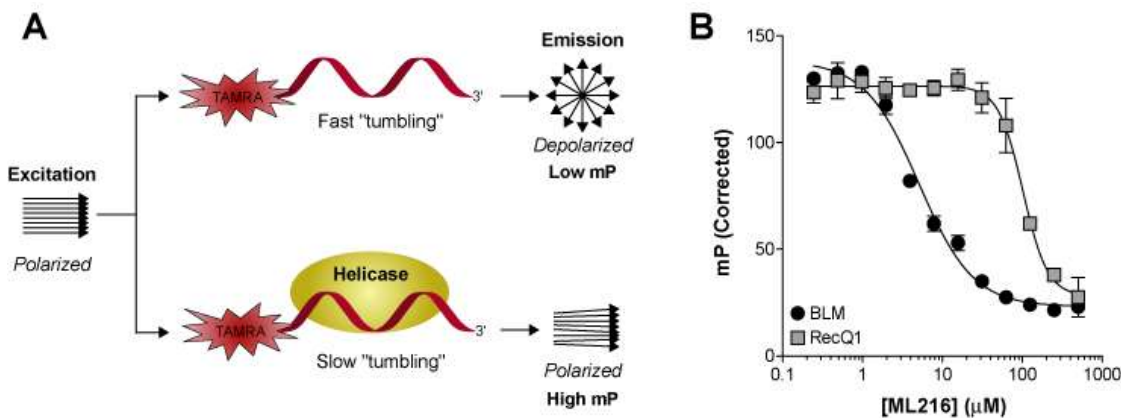 A
TAMRA
3'
Fast "tumbling"
Emission
Depolarized
Low mP
Excitation
Polarized
Helicase
TAMRA
3'
Slow "tumbling"
Polarized
High mP
B
150
100
50
0
mP (Corrected)
BLM
RecQ1
0.1 1 10 100 1000
[ML216] (μM)